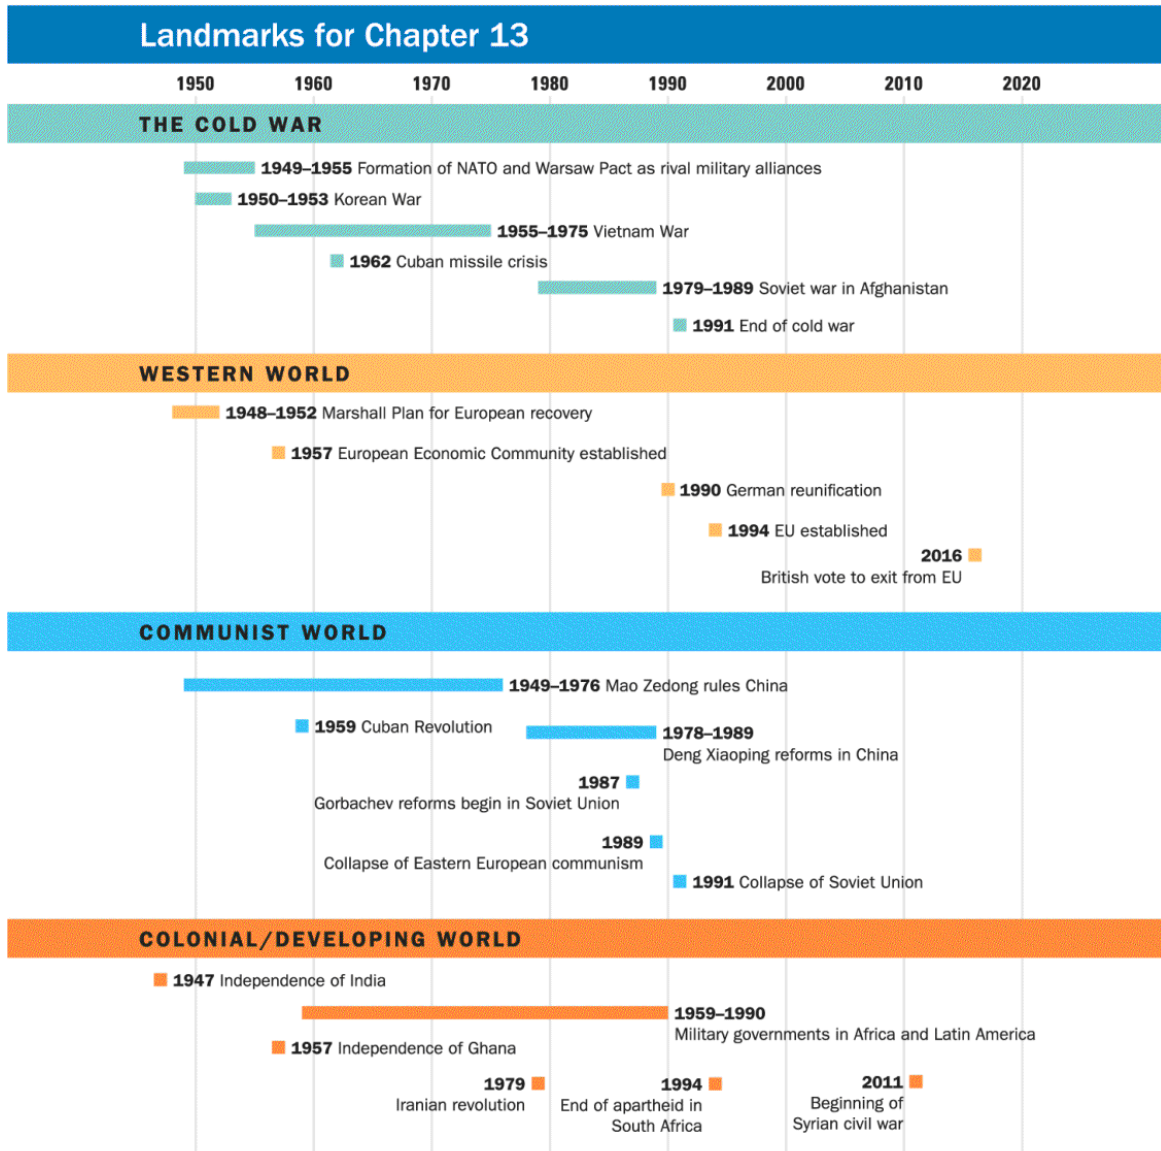 Landmarks for Chapter 13
1950 1960 1970 1980 1990 2000 2010 2020
THE COLD WAR
1949–1955 Formation of NATO and Warsaw Pact as rival military alliances
1950–1953 Korean War
1955–1975 Vietnam War
1962 Cuban missile crisis
1979–1989 Soviet war in Afghanistan
1991 End of cold war
WESTERN WORLD
1948–1952 Marshall Plan for European recovery
1957 European Economic Community established
1990 German reunification
1994 EU established
2016
British vote to exit from EU
COMMUNIST WORLD
1949–1976 Mao Zedong rules China
1959 Cuban Revolution
1978–1989
Deng Xiaoping reforms in China
1987
Gorbachev reforms begin in Soviet Union
1989
Collapse of Eastern European communism
1991 Collapse of Soviet Union
COLONIAL/DEVELOPING WORLD
1947 Independence of India
1959–1990
Military governments in Africa and Latin America
1957 Independence of Ghana
1979
Iranian revolution
1994
End of apartheid in
South Africa
2011
Beginning of
Syrian civil war